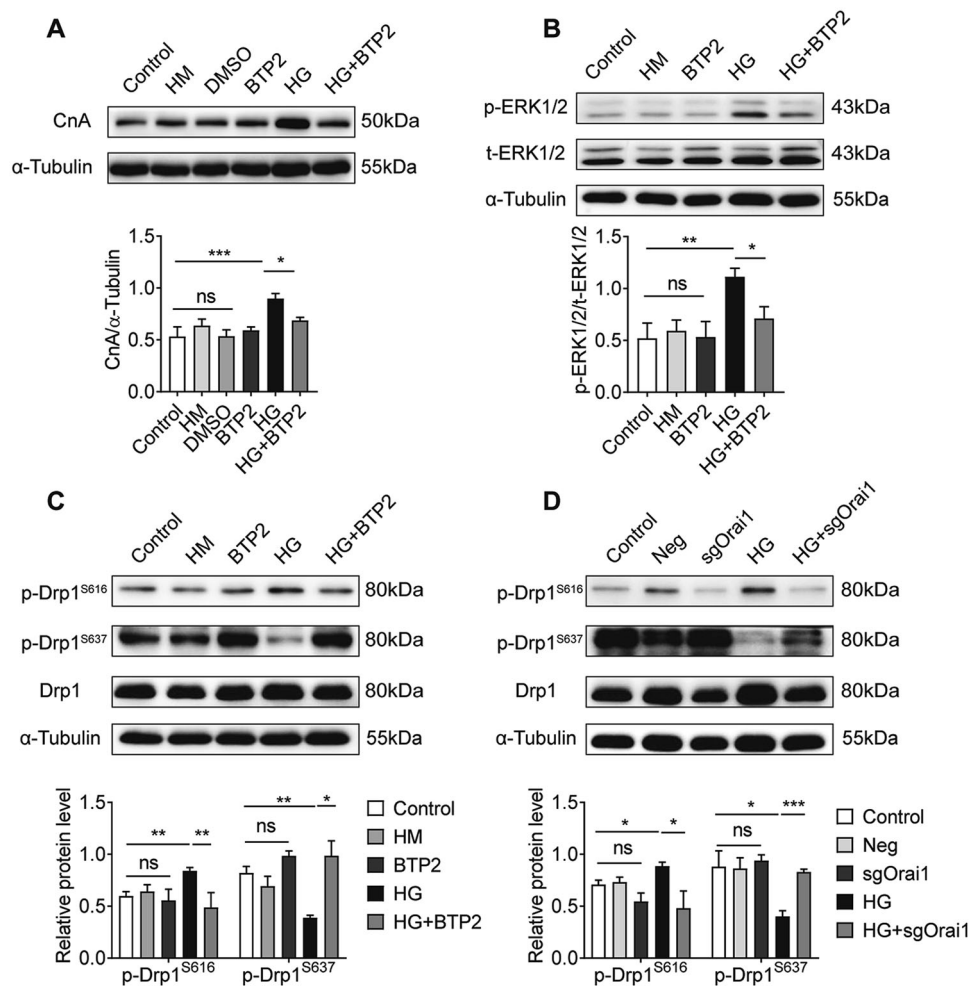 A
Control HM DMSO BTP2 HG HG+BTP2
CnA 50kDa
α-Tubulin 55kDa
CnA/α-Tubulin
1.5
1.0
0.5
0.0
*** *
ns
Control HM DMSO BTP2 HG HG+BTP2
B
Control HM BTP2 HG HG+BTP2
p-ERK1/2 43kDa
t-ERK1/2 43kDa
α-Tubulin 55kDa
p-ERK1/2/t-ERK1/2
1.5
1.0
0.5
0.0
** *
ns
Control HM BTP2 HG HG+BTP2
C
Control HM BTP2 HG HG+BTP2
p-Drp1S616 80kDa
p-Drp1S637 80kDa
Drp1 80kDa
α-Tubulin 55kDa
Relative protein level
1.5
1.0
0.5
0.0
** ** ** *
ns ns
p-Drp1S616 p-Drp1S637
Control
HM
BTP2
HG
HG+BTP2
D
Control Neg sgOrai1 HG HG+sgOrai1
p-Drp1S616 80kDa
p-Drp1S637 80kDa
Drp1 80kDa
α-Tubulin 55kDa
Relative protein level
1.5
1.0
0.5
0.0
* * * ***
ns ns
p-Drp1S616 p-Drp1S637
Control
Neg
sgOrai1
HG
HG+sgOrai1